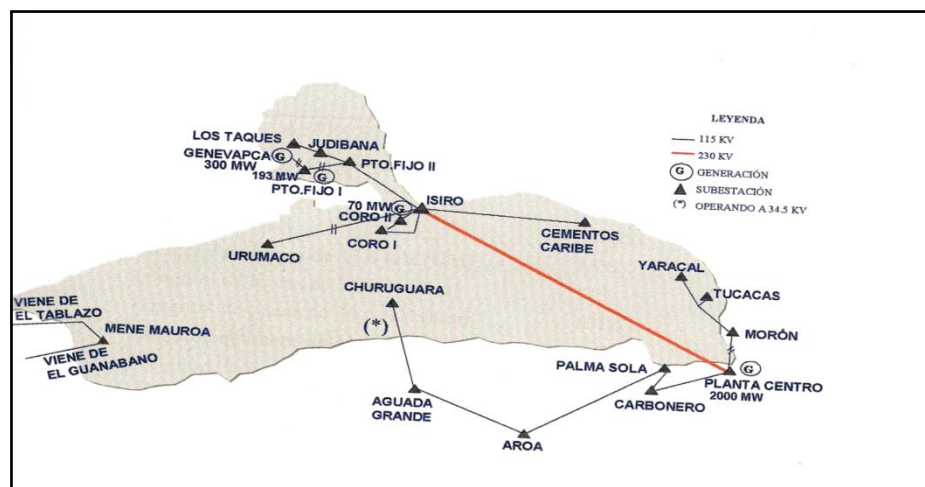 LEYENDA
115 KV
230 KV
G GENERACIÓN
SUBESTACIÓN
(*) OPERANDO A 34.5 KV
LOS TAQUES
JUDIBANA
GENEVAPCA
G
300 MW
PTO.FIJO II
193 MW
G
PTO.FIJO I
70 MW
G
ISIRO
CORO II
CORO I
URUMACO
CEMENTOS
CARIBE
YARACAL
TUCACAS
MORÓN
CHURUGUARA
(*)
VIENE DE
EL TABLAZO
MENE MAUROA
VIENE DE
EL GUANABANO
PALMA SOLA
G
PLANTA CENTRO
2000 MW
CARBONERO
AGUADA
GRANDE
AROA